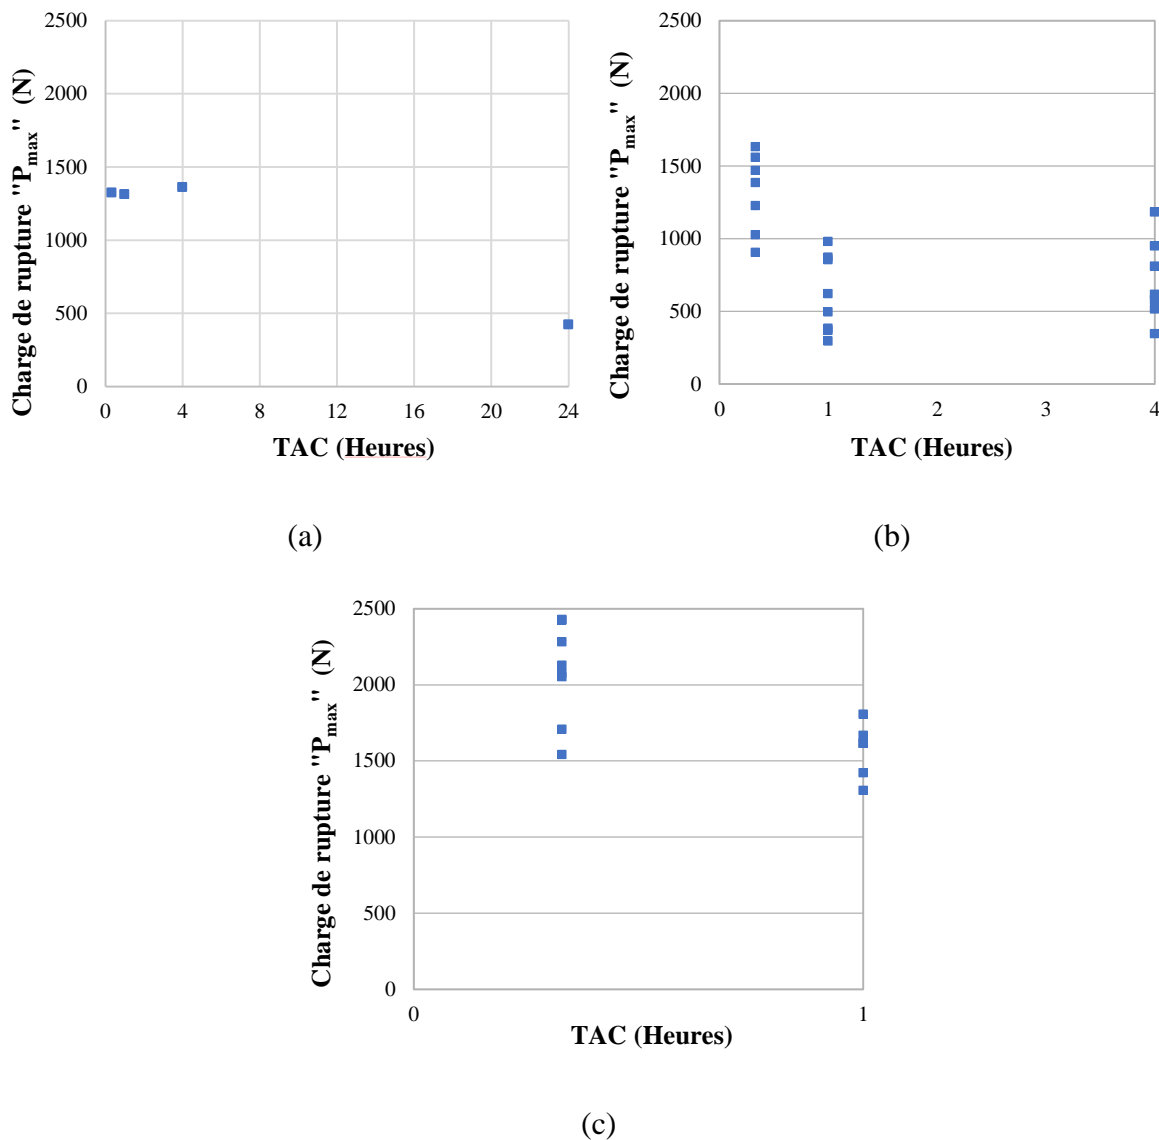 2500
2000
1500
1000
500
0
0 4 8 12 16 20 24
Charge de rupture "Pmax" (N)
TAC (Heures)
(a)
2500
2000
1500
1000
500
0
0 1 2 3 4
Charge de rupture "Pmax" (N)
TAC (Heures)
(b)
2500
2000
1500
1000
500
0
0 1
Charge de rupture "Pmax" (N)
TAC (Heures)
(c)